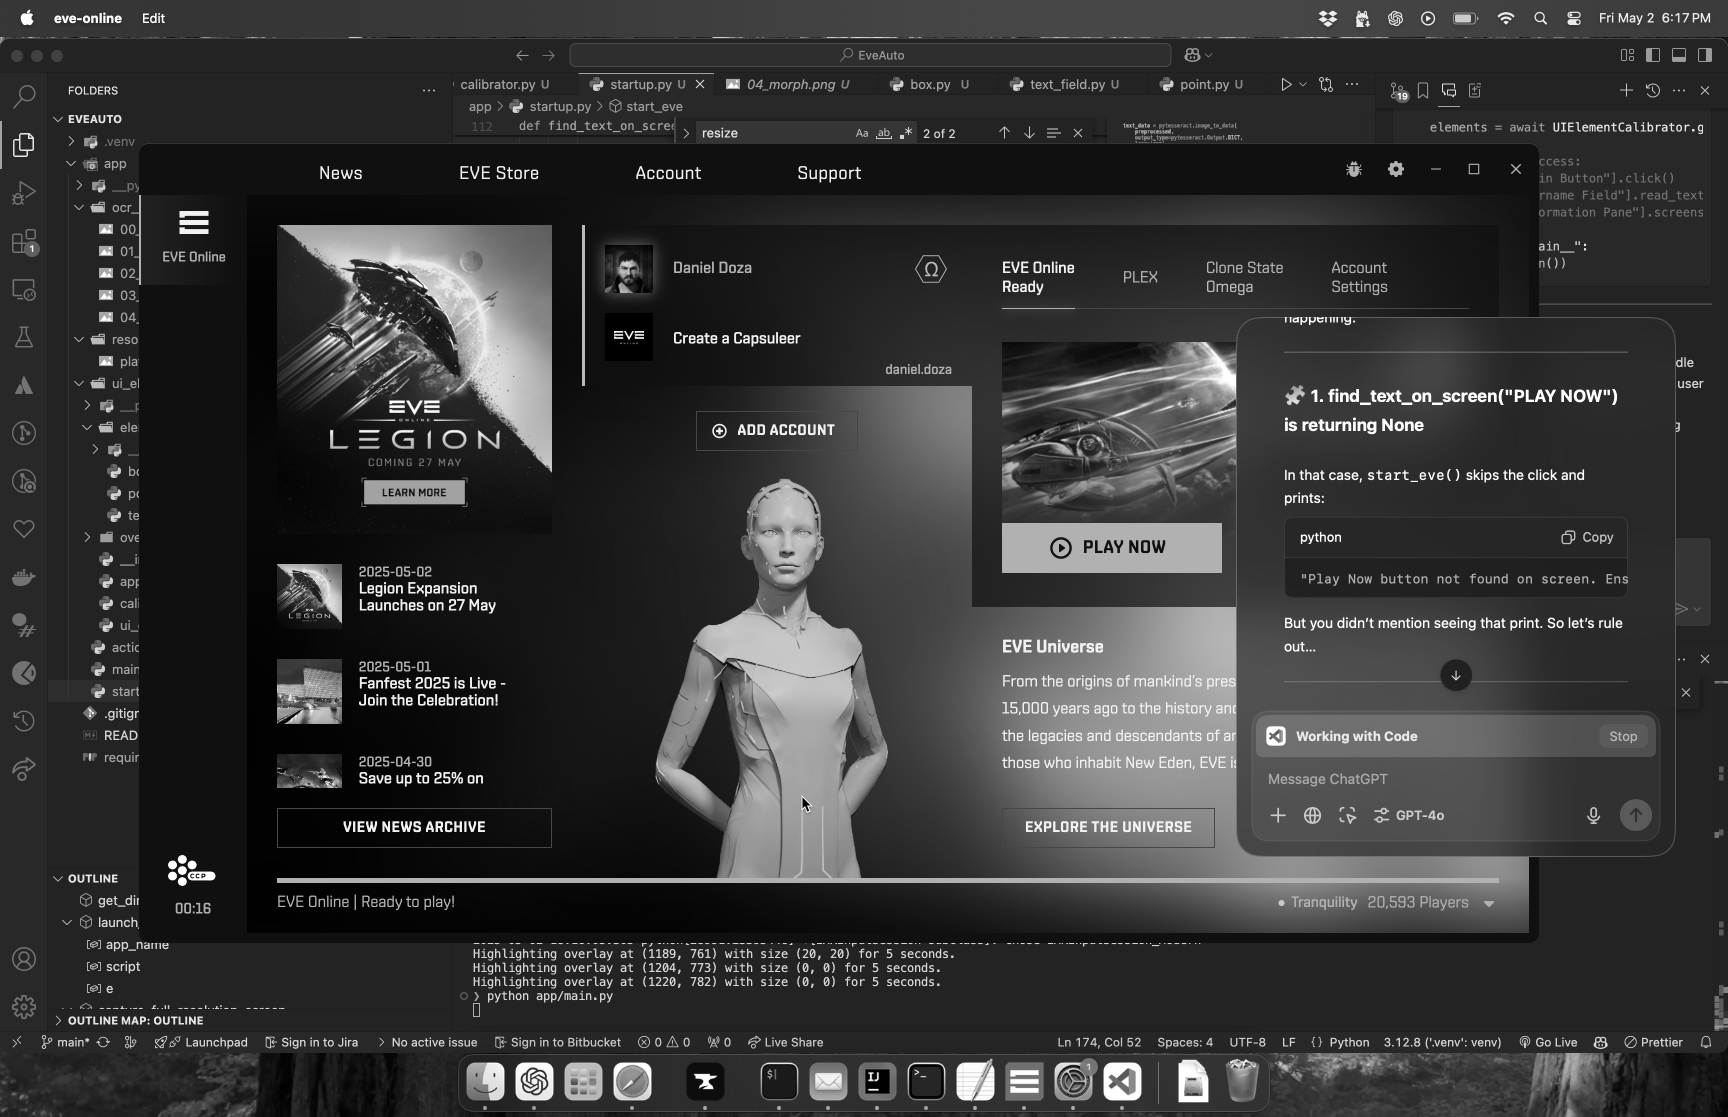 eve-online Edit
Fri May 2 6:17 PM
EveAuto
FOLDERS
calibrator.py U
startup.py U
04_morph.png U
box.py U
text_field.py U
point.py U
19
app > startup.py > start_eve
112 def find_text_on_scree
resize
Aa ab
2 of 2
elements = await UIElementCalibrator.g
EVEAUTO
.venv
app
ocr_
00_
01_
02_
03_
04_
reso
pla
ui_el
ele
ove
app
cali
ui_
actic
main
start
.gitigr
READ
requir
1
ccess:
in Button"].click()
rname Field"].read_text
ormation Pane"].screens
ain__":
n())
dle
user
News
EVE Store
Account
Support
EVE Online
EVE
ONLINE
LEGION
COMING 27 MAY
LEARN MORE
2025-05-02
Legion Expansion
Launches on 27 May
2025-05-01
Fanfest 2025 is Live -
Join the Celebration!
2025-04-30
Save up to 25% on
VIEW NEWS ARCHIVE
Daniel Doza
Ω
EVE
Create a Capsuleer
daniel.doza
ADD ACCOUNT
EVE Online
Ready
PLEX
Clone State
Omega
Account
Settings
PLAY NOW
EVE Universe
From the origins of mankind's pres
15,000 years ago to the history and
the legacies and descendants of ar
those who inhabit New Eden, EVE is
EXPLORE THE UNIVERSE
CCP
00:16
EVE Online | Ready to play!
Tranquility 20,593 Players
happening:
1. find_text_on_screen("PLAY NOW")
is returning None
In that case, start_eve() skips the click and
prints:
python
Copy
"Play Now button not found on screen. Ens
But you didn't mention seeing that print. So let's rule
out...
Working with Code
Stop
Message ChatGPT
GPT-4o
OUTLINE
get_dir
launch_
app_name
script
e
OUTLINE MAP: OUTLINE
Highlighting overlay at (1189, 761) with size (20, 20) for 5 seconds.
Highlighting overlay at (1204, 773) with size (0, 0) for 5 seconds.
Highlighting overlay at (1220, 782) with size (0, 0) for 5 seconds.
❯ python app/main.py
main*
Launchpad
Sign in to Jira
No active issue
Sign in to Bitbucket
0 0
0
Live Share
Ln 174, Col 52
Spaces: 4
UTF-8
LF
{} Python
3.12.8 ('.venv': venv)
Go Live
Prettier
$|
IJ
>_
1